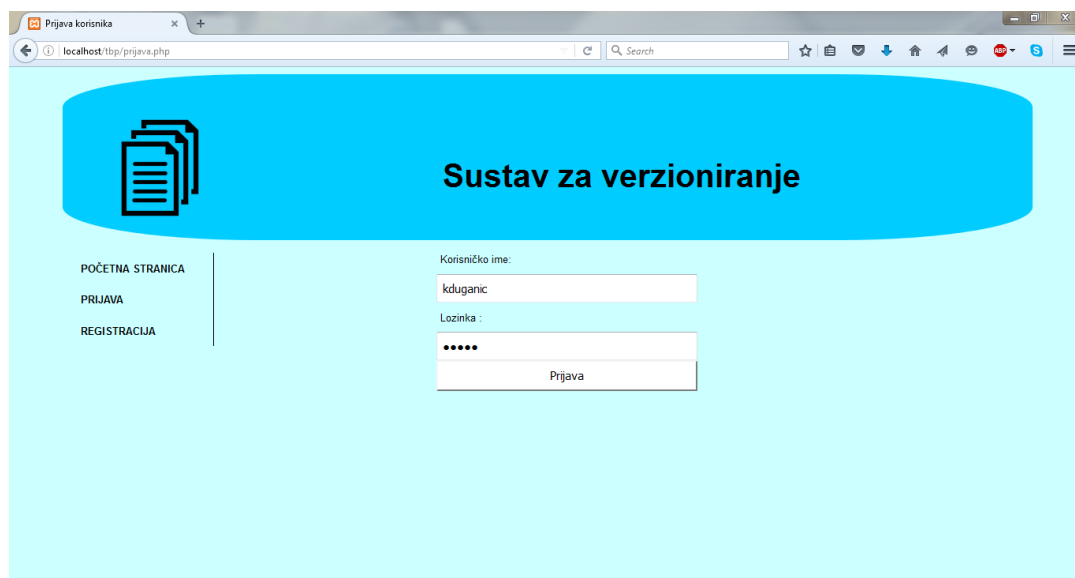 Prijava korisnika
localhost/tbp/prijava.php
Search
ABP
Sustav za verzioniranje
POČETNA STRANICA
PRIJAVA
REGISTRACIJA
Korisničko ime:
kduganic
Lozinka :
•••••
Prijava